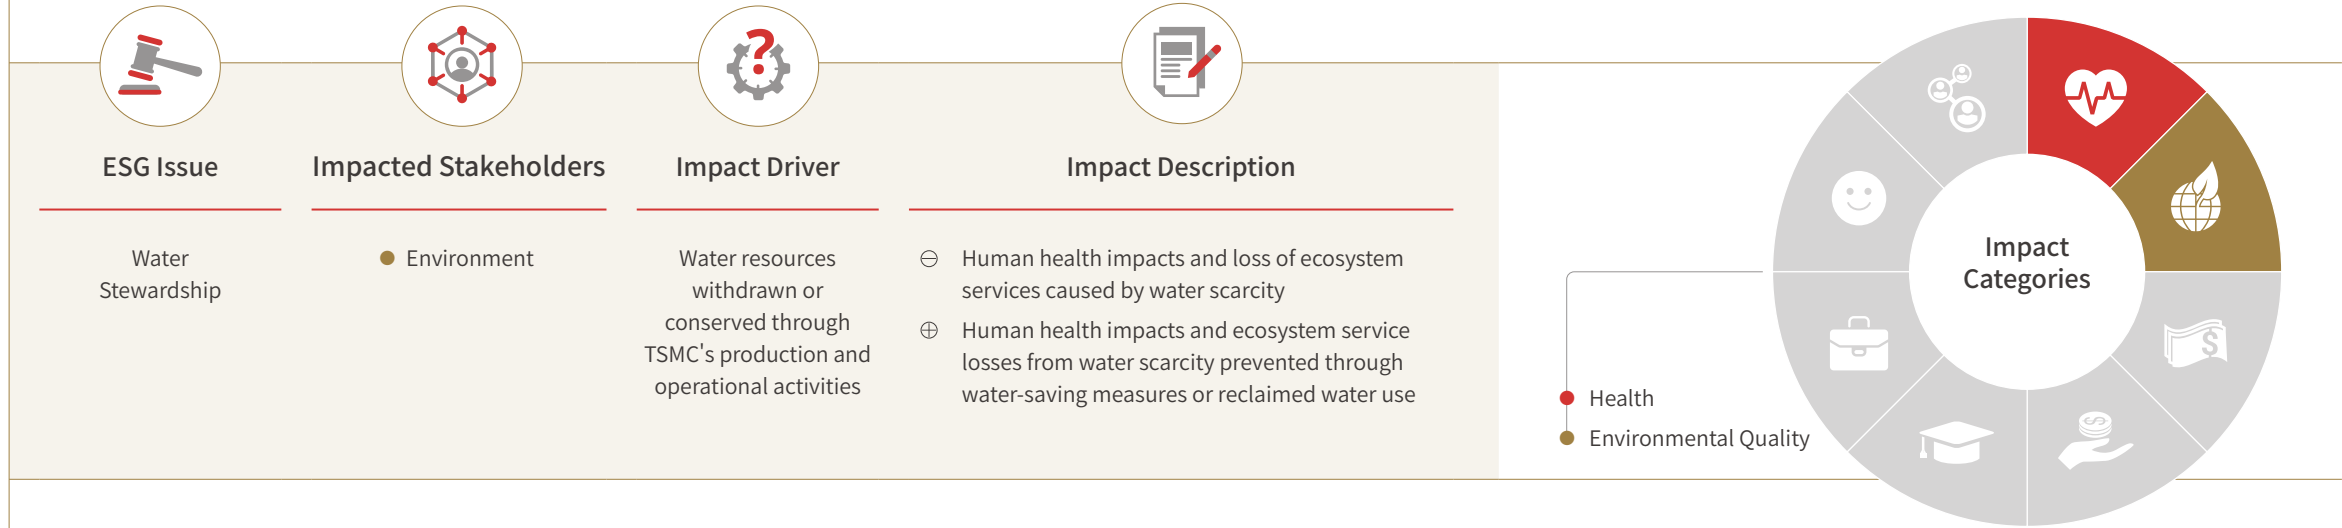 ESG Issue
Water
Stewardship
Impacted Stakeholders
Environment
Impact Driver
Water resources
withdrawn or
conserved through
TSMC's production and
operational activities
Impact Description
⊖ Human health impacts and loss of ecosystem
services caused by water scarcity
⊕ Human health impacts and ecosystem service
losses from water scarcity prevented through
water-saving measures or reclaimed water use
Health
Environmental Quality
Impact
Categories